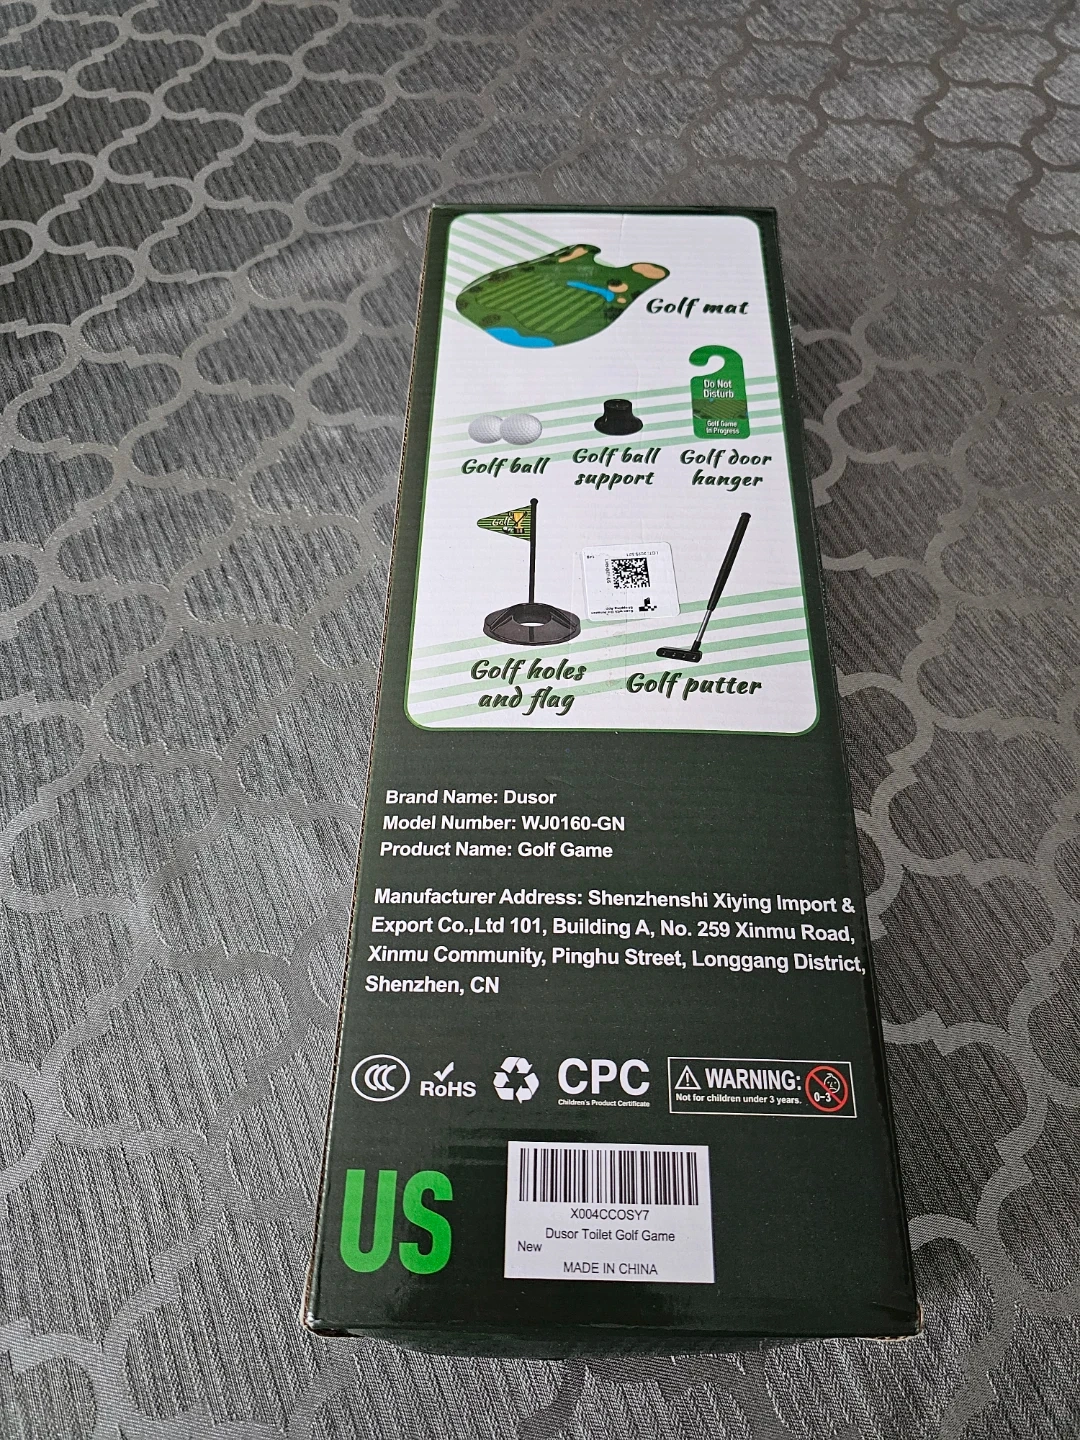 Golf mat
Do Not
Disturb
Golf Game
In Progress
Golf ball
Golf ball
support
Golf door
hanger
Golf
Golf holes
and flag
Golf putter
Brand Name: Dusor
Model Number: WJ0160-GN
Product Name: Golf Game
Manufacturer Address: Shenzhenshi Xiying Import &
Export Co.,Ltd 101, Building A, No. 259 Xinmu Road,
Xinmu Community, Pinghu Street, Longgang District,
Shenzhen, CN
CCC
RoHS
CPC
Children's Product Certificate
WARNING:
Not for children under 3 years.
0-3
US
X004CCOSY7
Dusor Toilet Golf Game
New
MADE IN CHINA